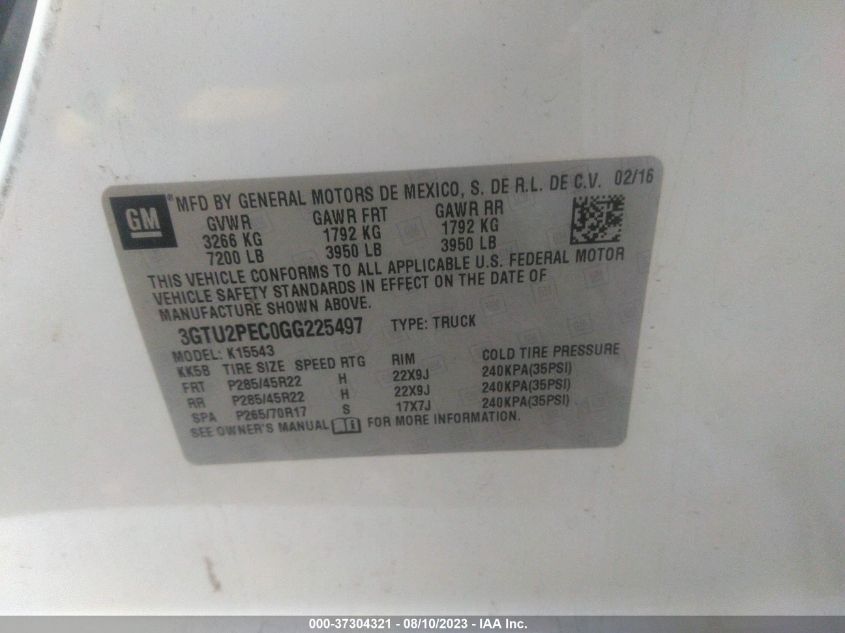 GM ® MFD BY GENERAL MOTORS DE MEXICO, S. DE R.L. DE C.V. 02/16
GVWR GAWR FRT GAWR RR
3266 KG 1792 KG 1792 KG
7200 LB 3950 LB 3950 LB
THIS VEHICLE CONFORMS TO ALL APPLICABLE U.S. FEDERAL MOTOR
VEHICLE SAFETY STANDARDS IN EFFECT ON THE DATE OF
MANUFACTURE SHOWN ABOVE.
3GTU2PEC0GG225497 TYPE: TRUCK
MODEL: K15543
KK5B TIRE SIZE SPEED RTG RIM COLD TIRE PRESSURE
FRT P285/45R22 H 22X9J 240KPA(35PSI)
RR P285/45R22 H 22X9J 240KPA(35PSI)
SPA P265/70R17 S 17X7J 240KPA(35PSI)
SEE OWNER'S MANUAL FOR MORE INFORMATION.
000-37304321 - 08/10/2023 - IAA Inc.